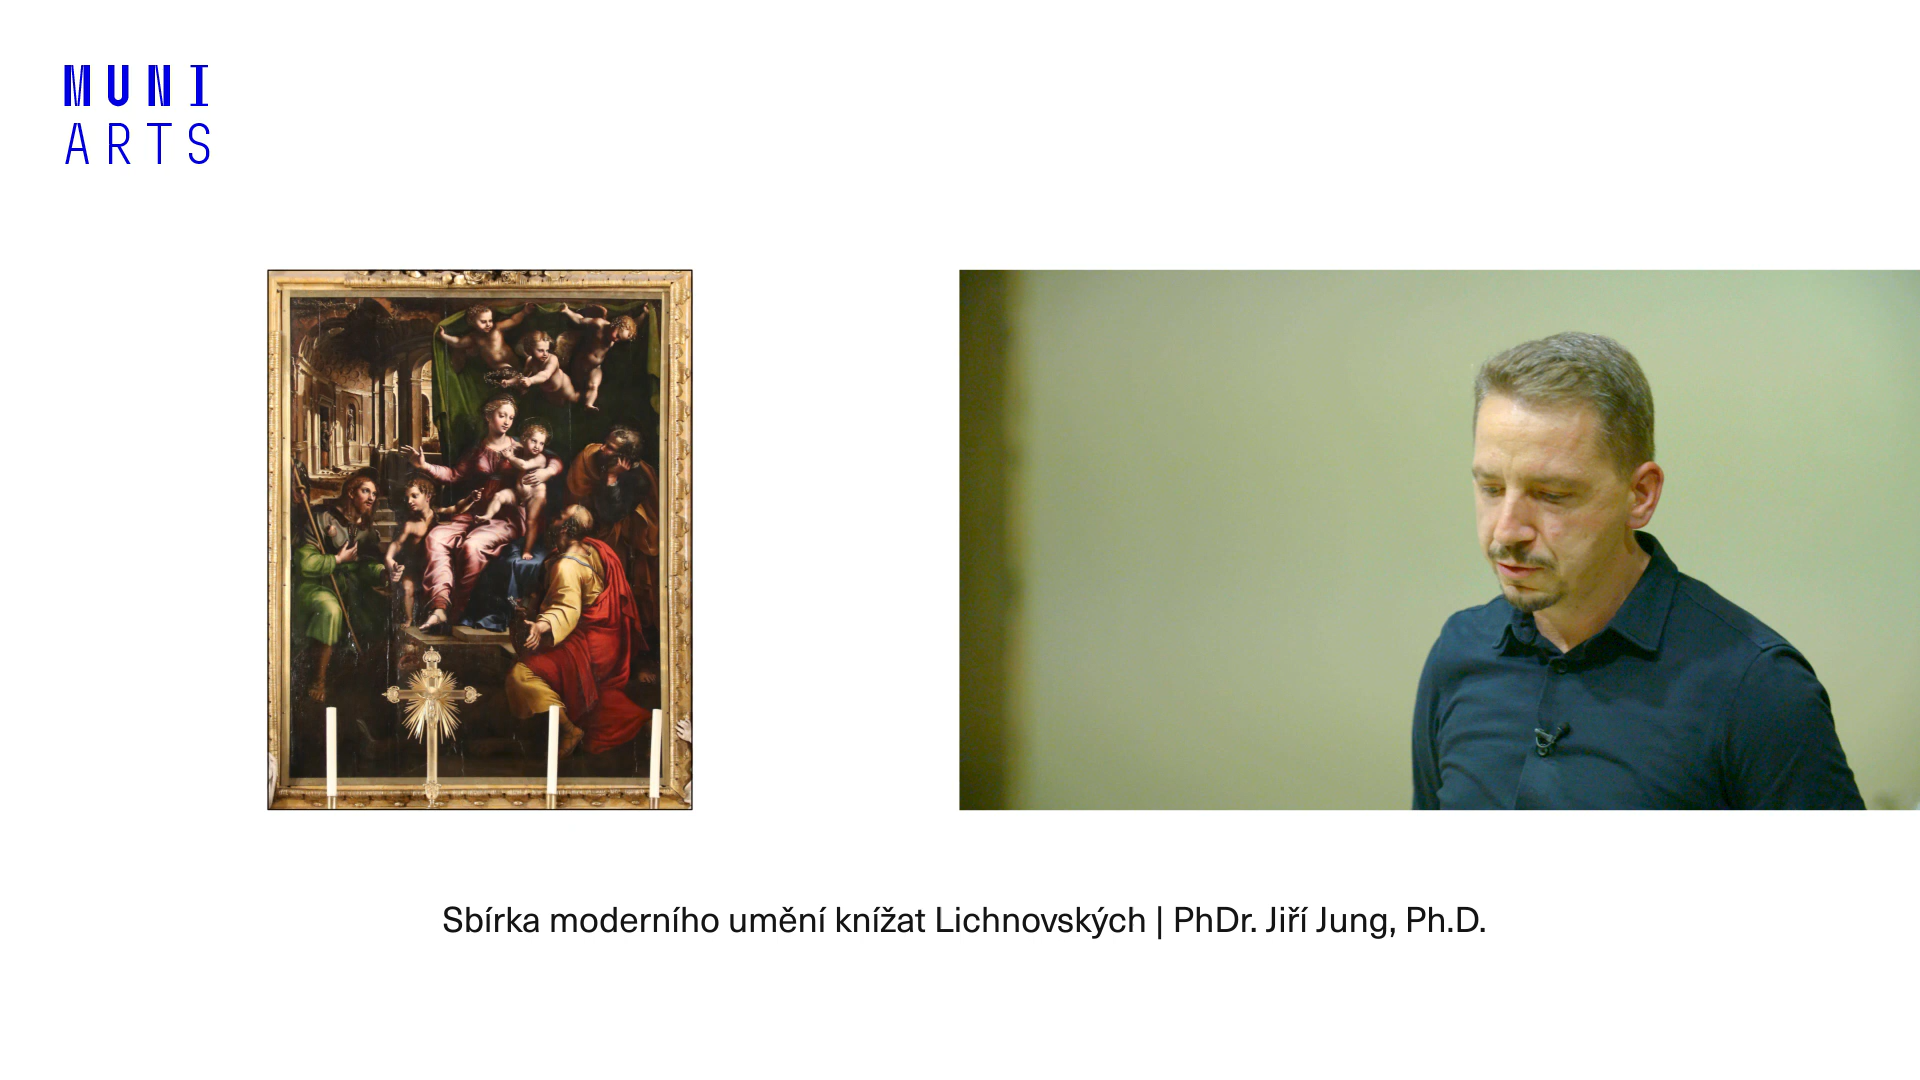 MUNI
ARTS
Sbírka moderního umění knížat Lichnovských | PhDr. Jiří Jung, Ph.D.